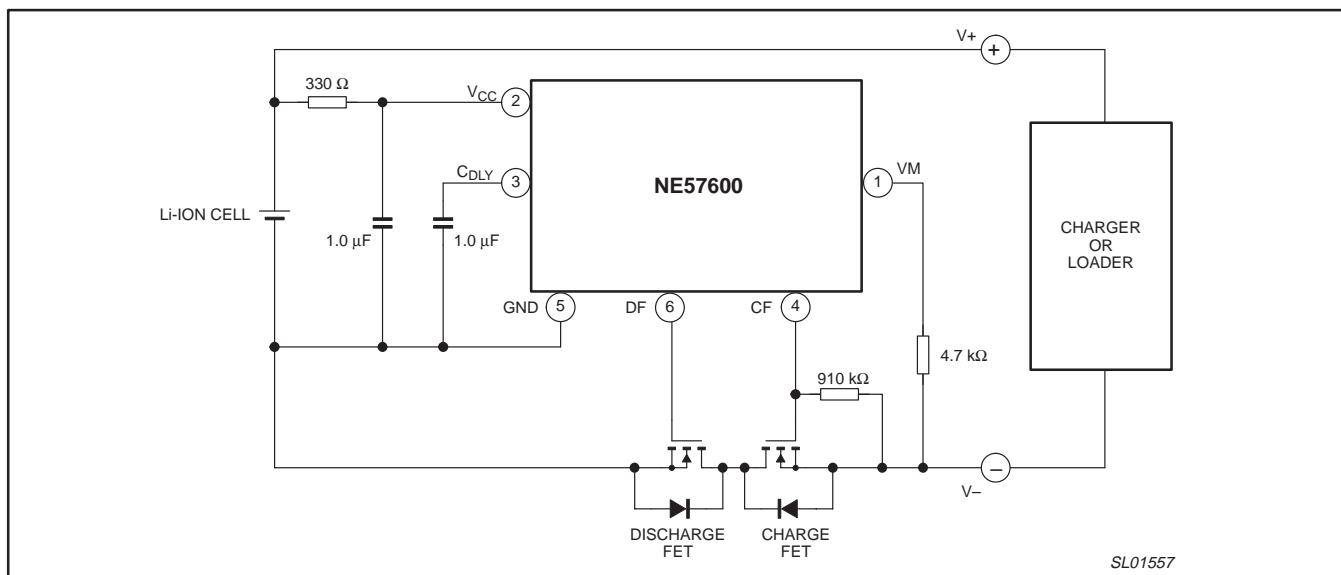 V+
+
330 Ω
VCC
2
NE57600
CDLY
3
1
VM
Li-ION CELL
1.0 μF
1.0 μF
CHARGER
OR
LOADER
GND
5
DF
6
CF
4
4.7 kΩ
910 kΩ
–
V–
DISCHARGE
FET
CHARGE
FET
SL01557